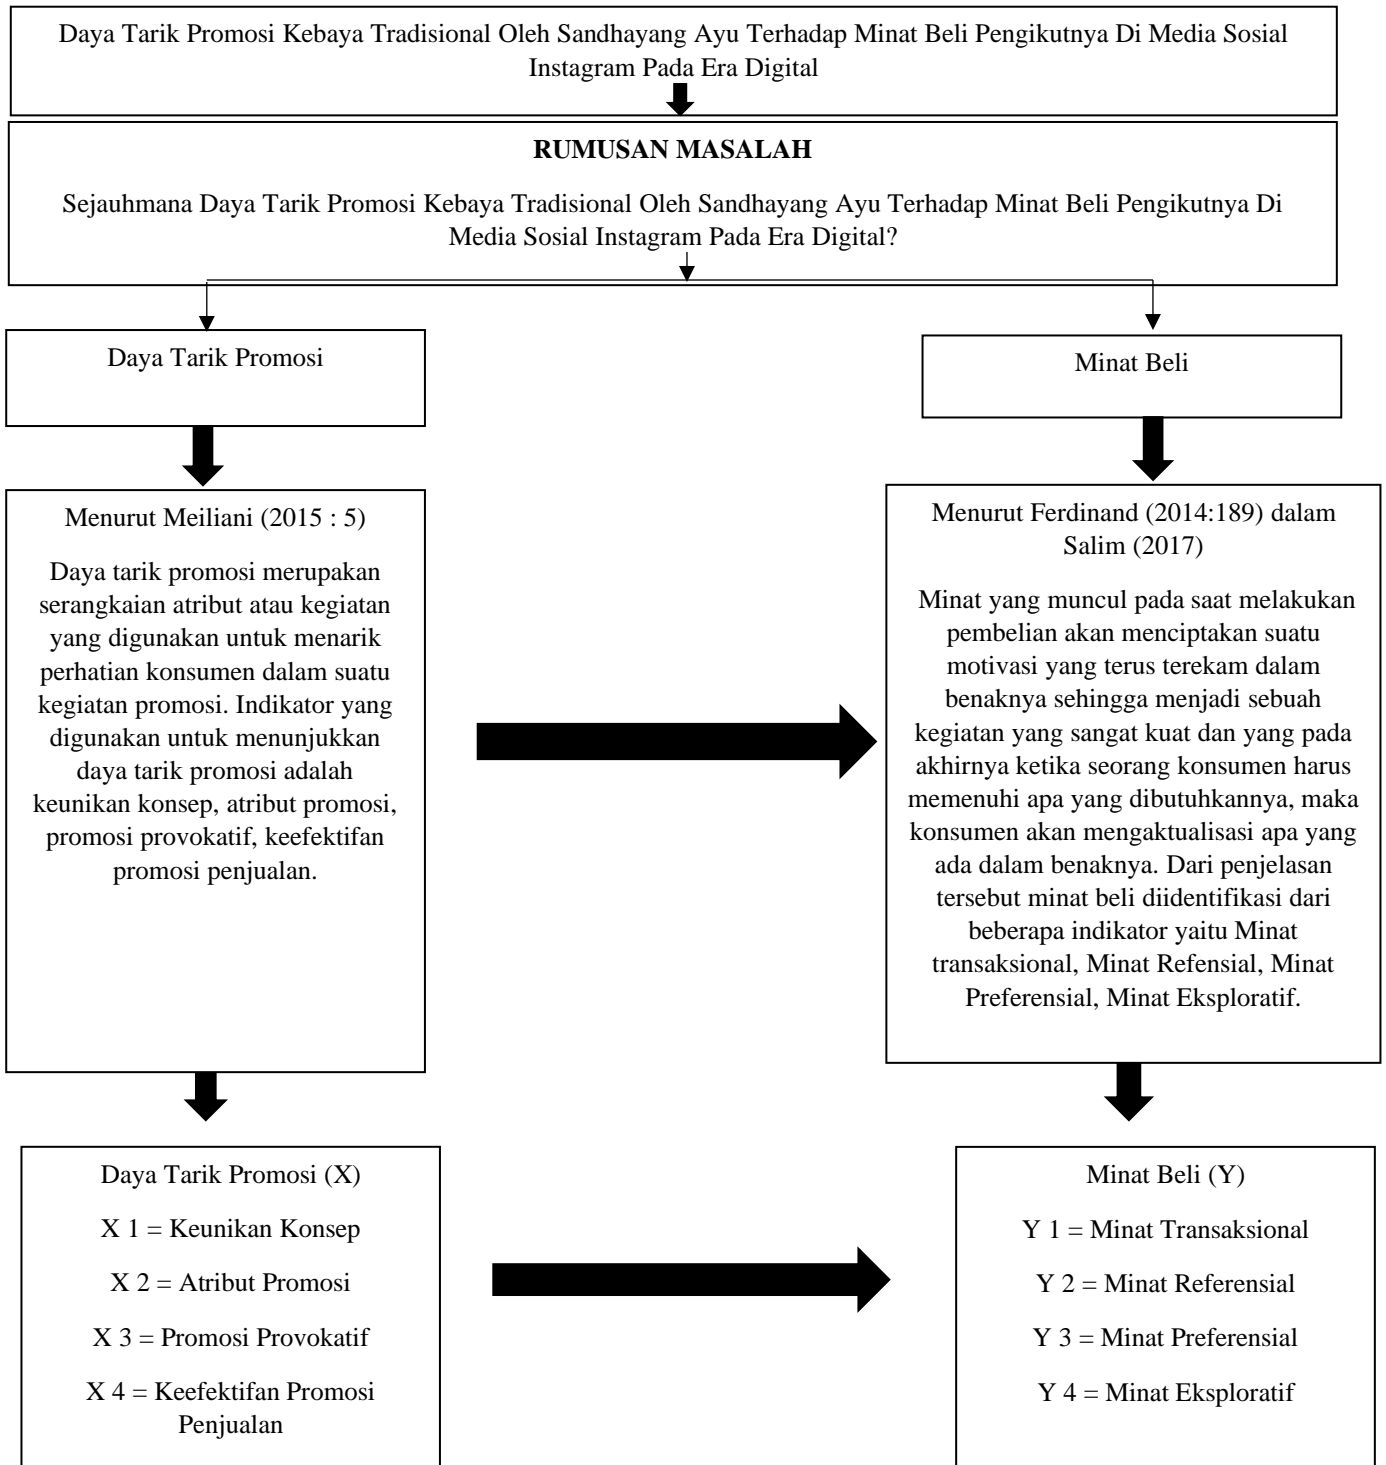 Daya Tarik Promosi Kebaya Tradisional Oleh Sandhayang Ayu Terhadap Minat Beli Pengikutnya Di Media Sosial
Instagram Pada Era Digital
RUMUSAN MASALAH
Sejauhmana Daya Tarik Promosi Kebaya Tradisional Oleh Sandhayang Ayu Terhadap Minat Beli Pengikutnya Di
Media Sosial Instagram Pada Era Digital?
Daya Tarik Promosi
Minat Beli
Menurut Meiliani (2015 : 5)
Daya tarik promosi merupakan
serangkaian atribut atau kegiatan
yang digunakan untuk menarik
perhatian konsumen dalam suatu
kegiatan promosi. Indikator yang
digunakan untuk menunjukkan
daya tarik promosi adalah
keunikan konsep, atribut promosi,
promosi provokatif, keefektifan
promosi penjualan.
Menurut Ferdinand (2014:189) dalam
Salim (2017)
Minat yang muncul pada saat melakukan
pembelian akan menciptakan suatu
motivasi yang terus terekam dalam
benaknya sehingga menjadi sebuah
kegiatan yang sangat kuat dan yang pada
akhirnya ketika seorang konsumen harus
memenuhi apa yang dibutuhkannya, maka
konsumen akan mengaktualisasi apa yang
ada dalam benaknya. Dari penjelasan
tersebut minat beli diidentifikasi dari
beberapa indikator yaitu Minat
transaksional, Minat Refensial, Minat
Preferensial, Minat Eksploratif.
Daya Tarik Promosi (X)
X 1 = Keunikan Konsep
X 2 = Atribut Promosi
X 3 = Promosi Provokatif
X 4 = Keefektifan Promosi
Penjualan
Minat Beli (Y)
Y 1 = Minat Transaksional
Y 2 = Minat Referensial
Y 3 = Minat Preferensial
Y 4 = Minat Eksploratif